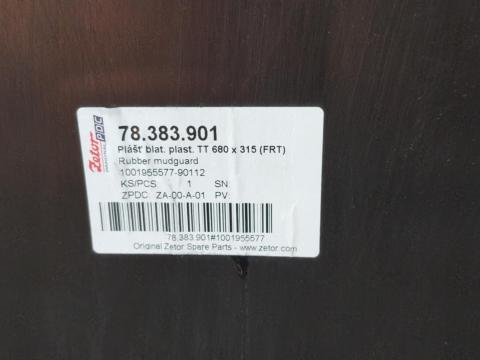 Zetor PDC
ORIGINAL
78.383.901
Plášť blat. plast. TT 680 x 315 (FRT)
Rubber mudguard
1001955577-90112
KS/PCS: 1 SN:
ZPDC ZA-00-A-01 PV:
78.383.901#1001955577
Original Zetor Spare Parts - www.zetor.com